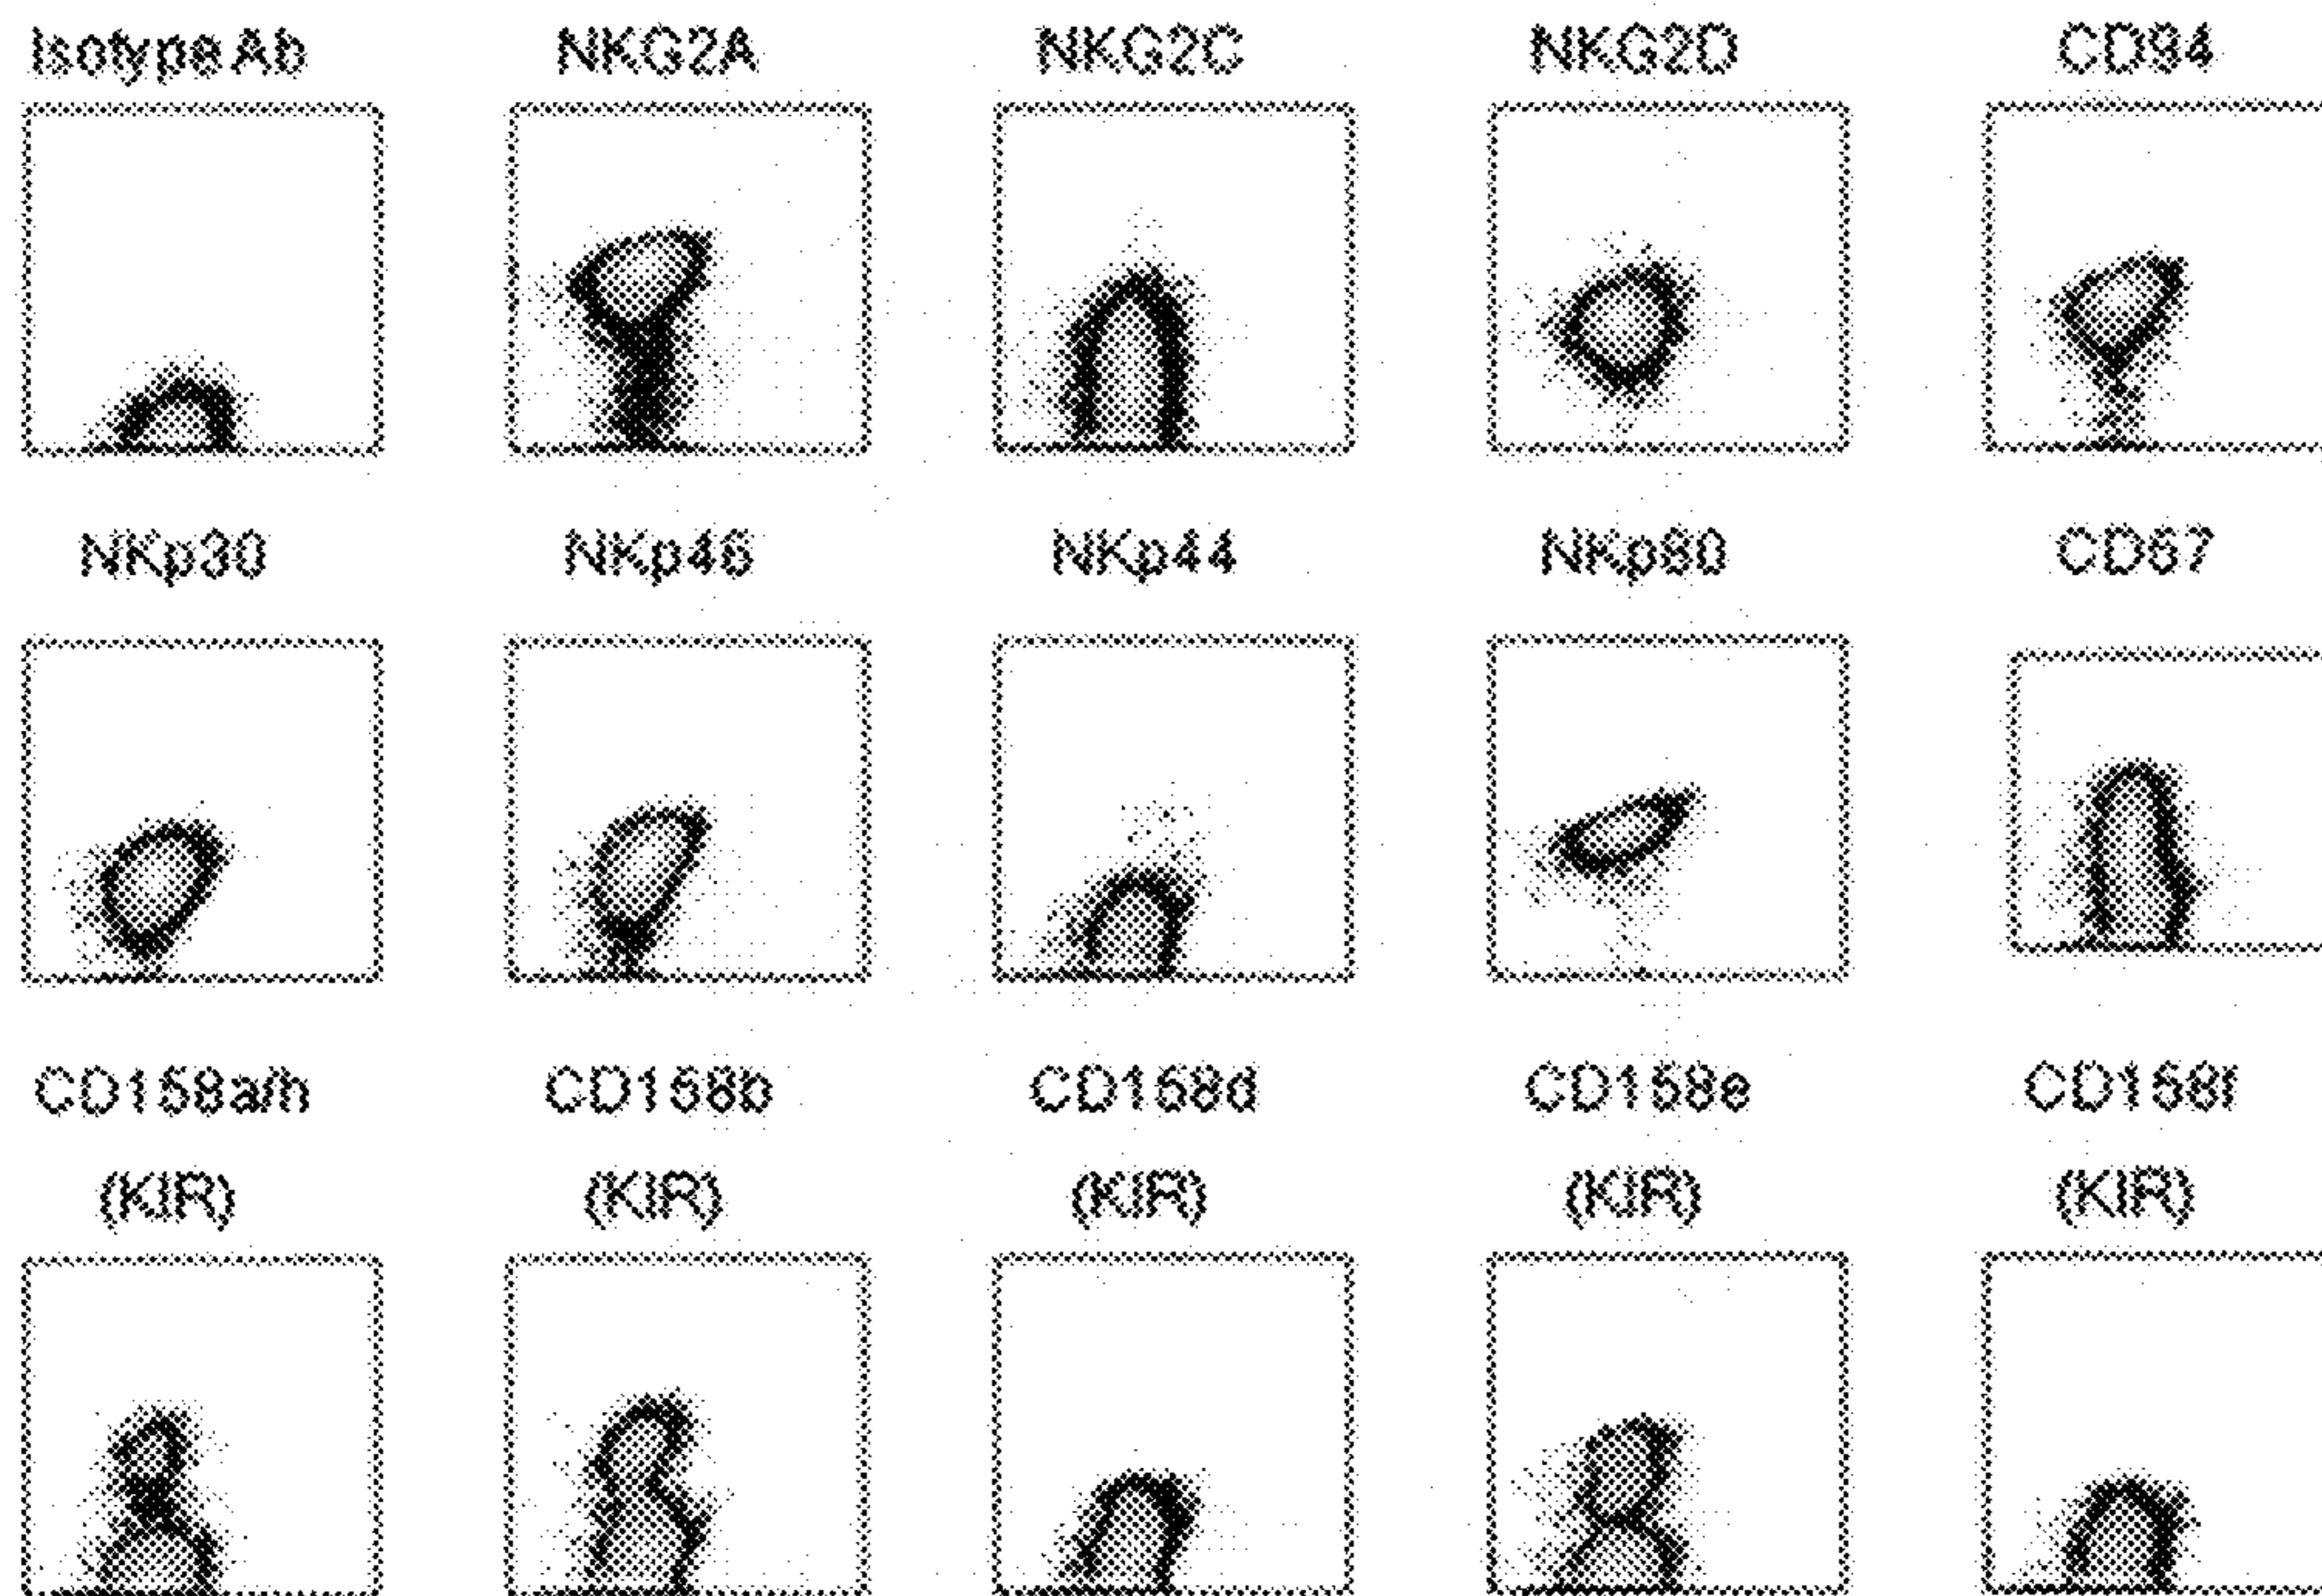 Isotype Ab NKG2A NKG2C NKG2D CD94
NKp30 NKp46 NKp44 NKp80 CD57
CD158a/h CD158b CD158d CD158e CD158f
(KIR) (KIR) (KIR) (KIR) (KIR)